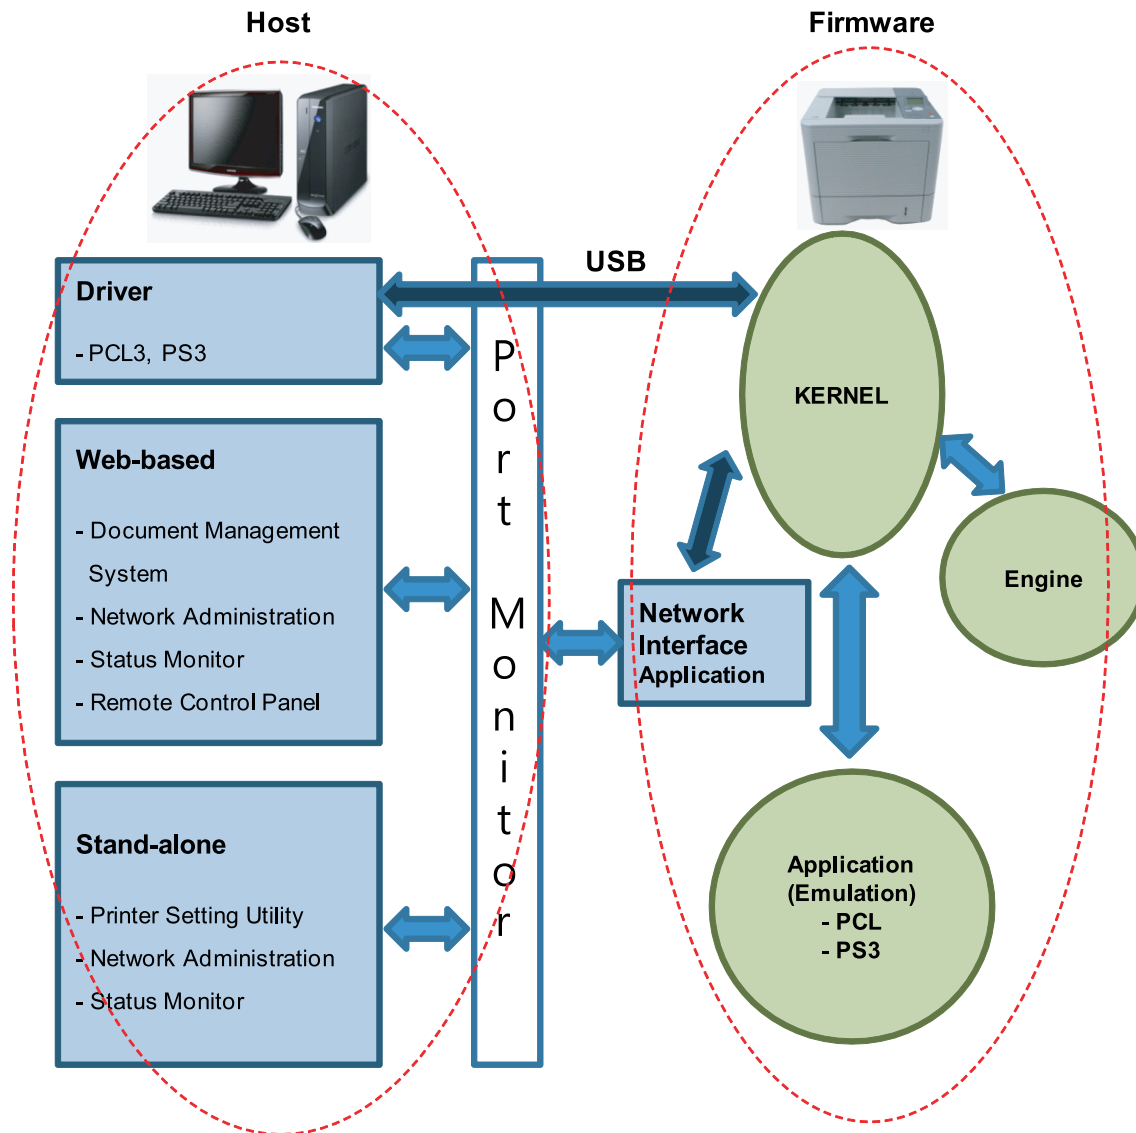 Host
Firmware
USB
Driver
- PCL3, PS3
Web-based
- Document Management
System
- Network Administration
- Status Monitor
- Remote Control Panel
Stand-alone
- Printer Setting Utility
- Network Administration
- Status Monitor
Port Monitor
KERNEL
Engine
Network
Interface
Application
Application
(Emulation)
- PCL
- PS3